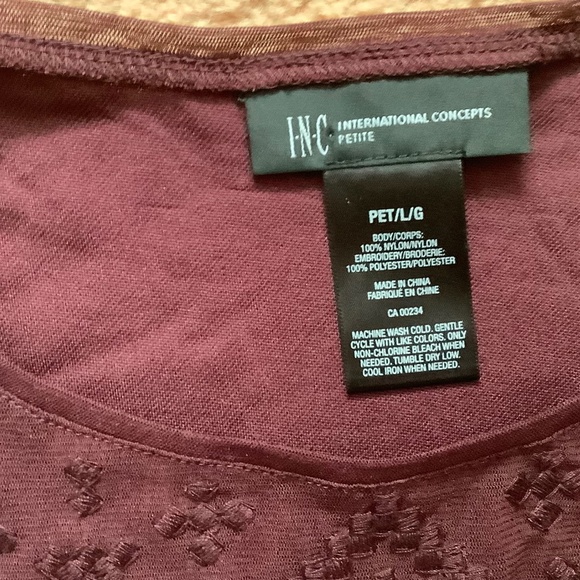 I·N·C· INTERNATIONAL CONCEPTS
PETITE
PET/L/G
BODY/CORPS:
100% NYLON/NYLON
EMBROIDERY/BRODERIE:
100% POLYESTER/POLYESTER
MADE IN CHINA
FABRIQUÉ EN CHINE
CA 00234
MACHINE WASH COLD. GENTLE
CYCLE WITH LIKE COLORS. ONLY
NON-CHLORINE BLEACH WHEN
NEEDED. TUMBLE DRY LOW.
COOL IRON WHEN NEEDED.